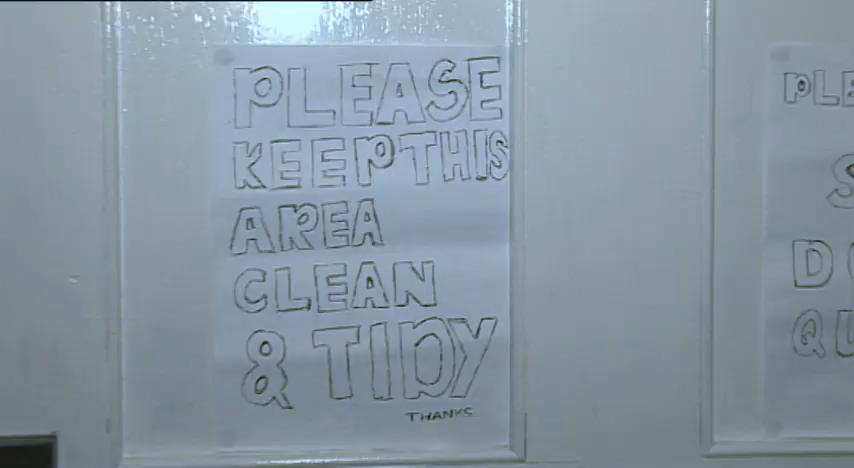 PLEASE
KEEP THIS
AREA
CLEAN
& TIDY
THANKS